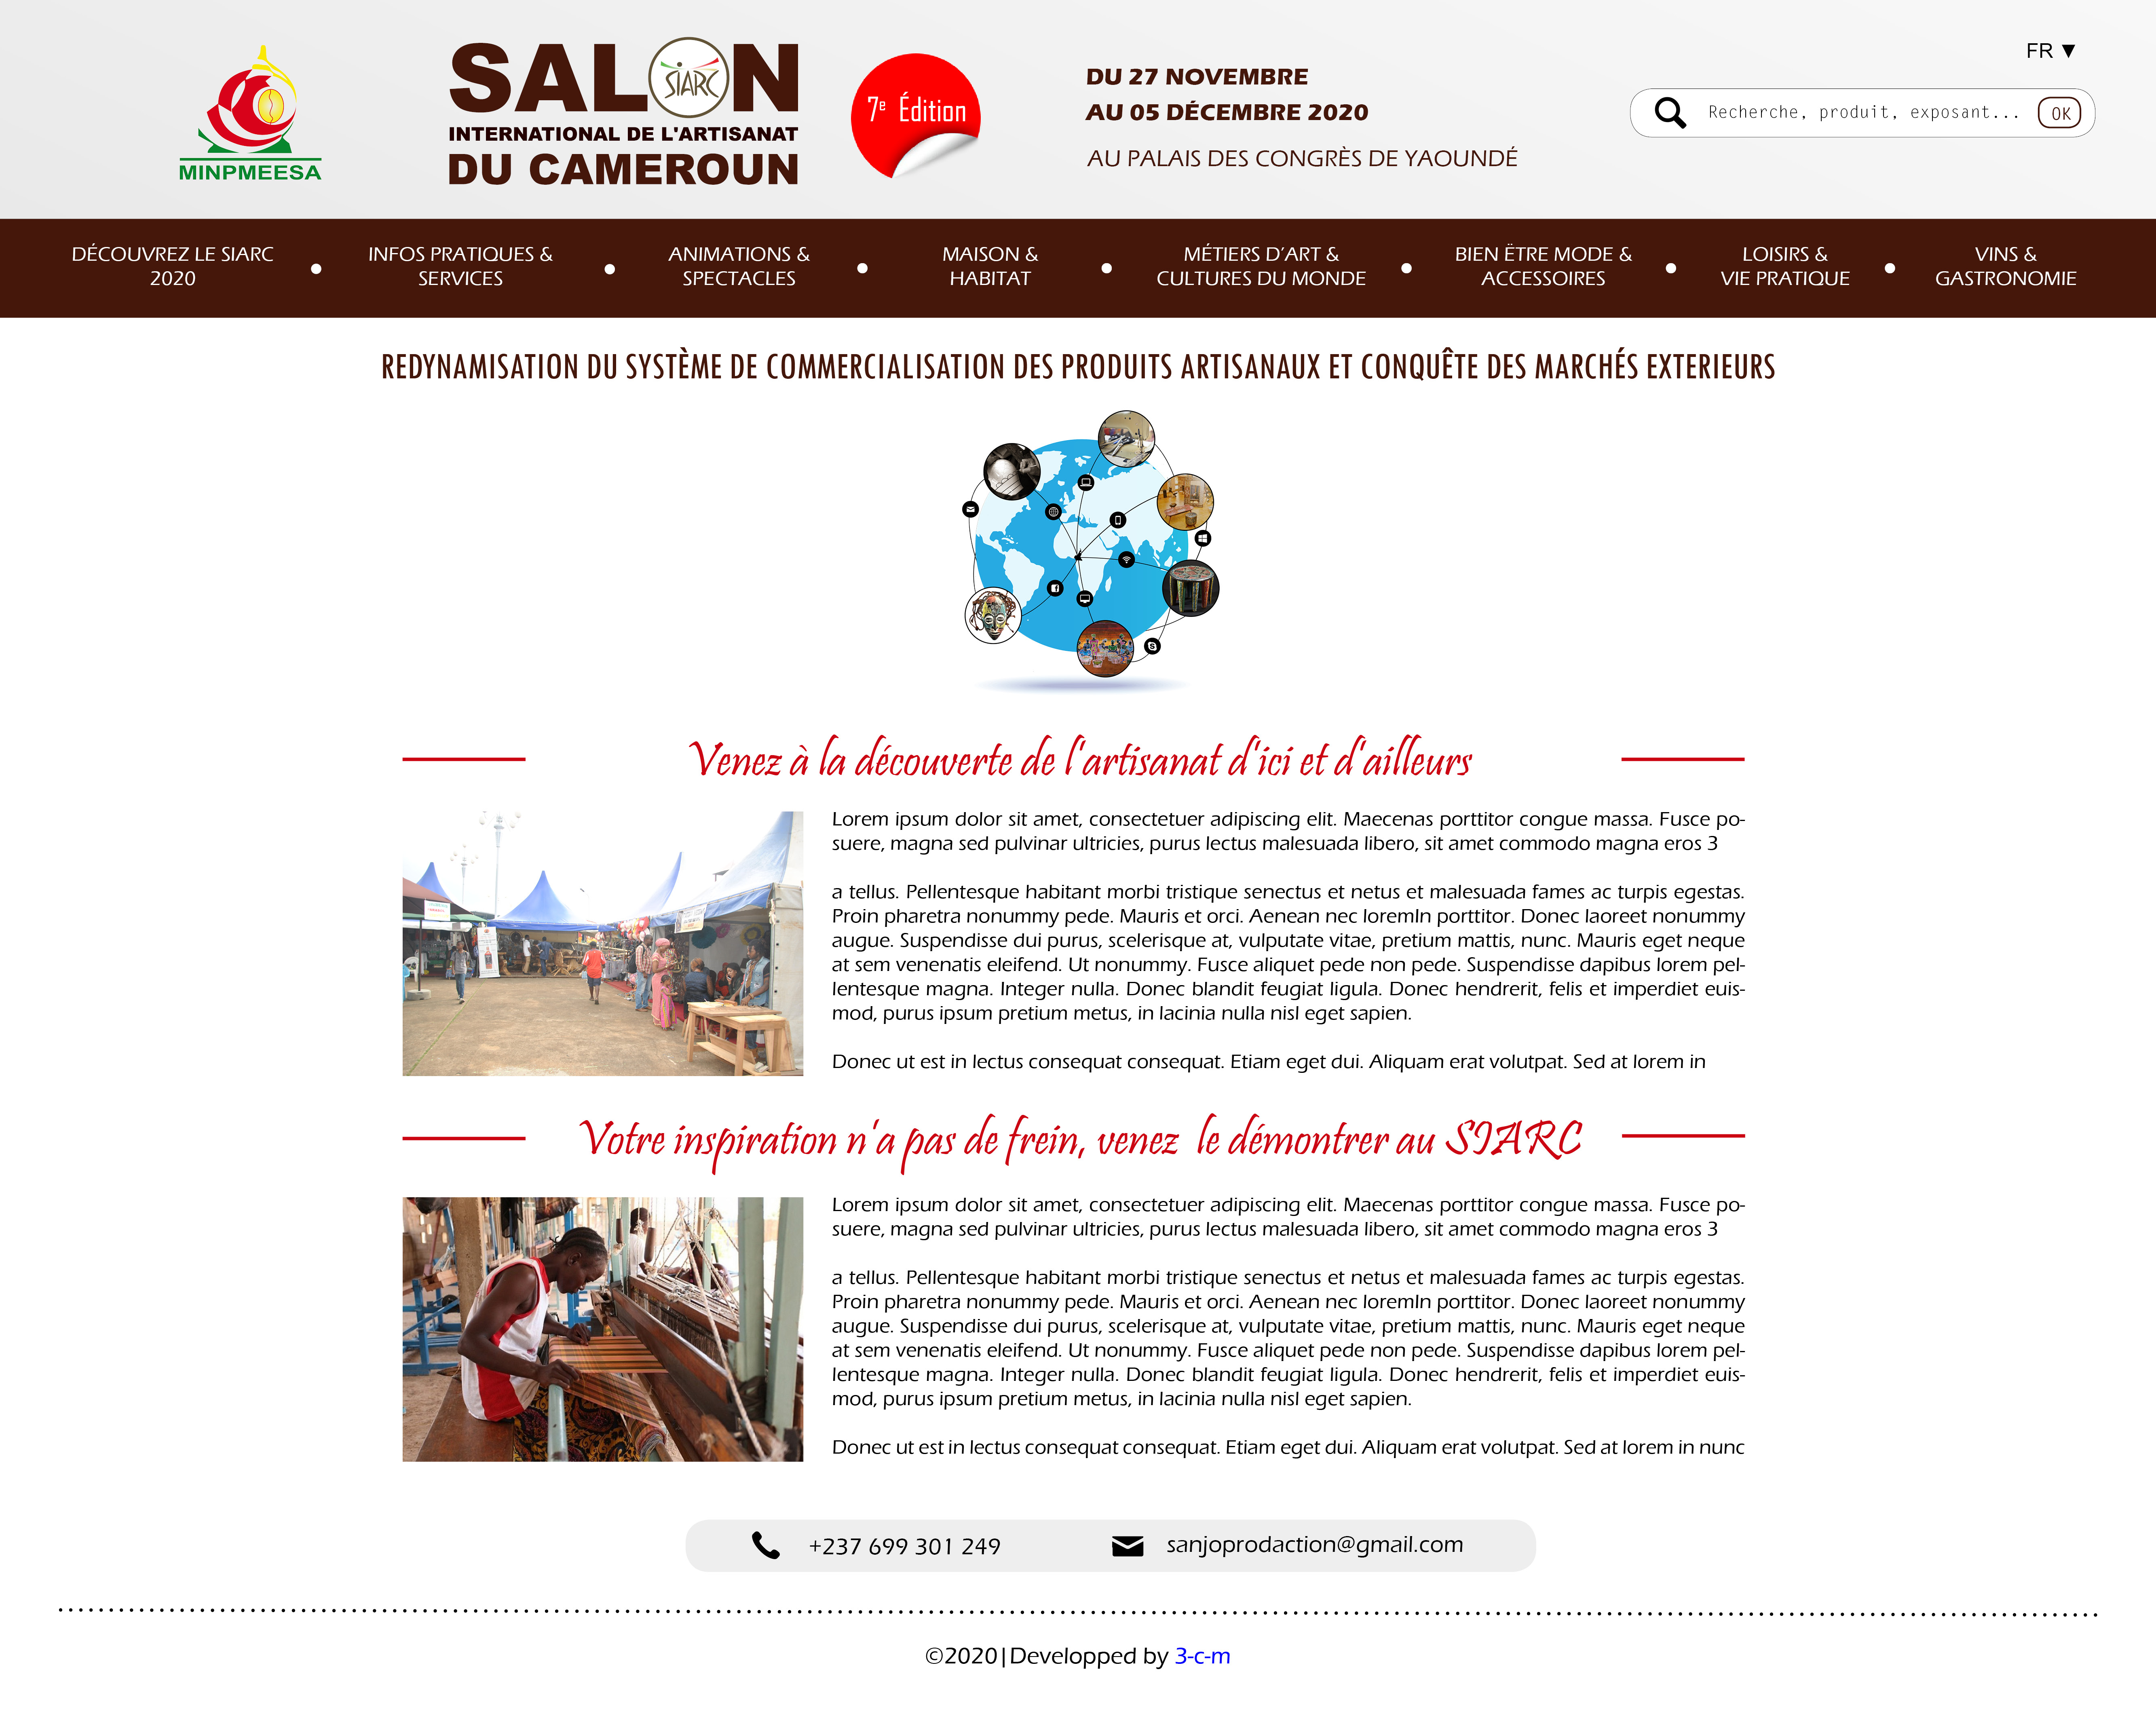 FR ▼
MINPMEESA
SALON
SIARC
INTERNATIONAL DE L'ARTISANAT
DU CAMEROUN
7e Édition
DU 27 NOVEMBRE
AU 05 DÉCEMBRE 2020
AU PALAIS DES CONGRÈS DE YAOUNDÉ
Recherche, produit, exposant... OK
DÉCOUVREZ LE SIARC
2020
INFOS PRATIQUES &
SERVICES
ANIMATIONS &
SPECTACLES
MAISON &
HABITAT
MÉTIERS D'ART &
CULTURES DU MONDE
BIEN ËTRE MODE &
ACCESSOIRES
LOISIRS &
VIE PRATIQUE
VINS &
GASTRONOMIE
REDYNAMISATION DU SYSTÈME DE COMMERCIALISATION DES PRODUITS ARTISANAUX ET CONQUÊTE DES MARCHÉS EXTERIEURS
Venez à la découverte de l'artisanat d'ici et d'ailleurs
Lorem ipsum dolor sit amet, consectetuer adipiscing elit. Maecenas porttitor congue massa. Fusce po-
suere, magna sed pulvinar ultricies, purus lectus malesuada libero, sit amet commodo magna eros 3
a tellus. Pellentesque habitant morbi tristique senectus et netus et malesuada fames ac turpis egestas.
Proin pharetra nonummy pede. Mauris et orci. Aenean nec loremIn porttitor. Donec laoreet nonummy
augue. Suspendisse dui purus, scelerisque at, vulputate vitae, pretium mattis, nunc. Mauris eget neque
at sem venenatis eleifend. Ut nonummy. Fusce aliquet pede non pede. Suspendisse dapibus lorem pel-
lentesque magna. Integer nulla. Donec blandit feugiat ligula. Donec hendrerit, felis et imperdiet euis-
mod, purus ipsum pretium metus, in lacinia nulla nisl eget sapien.
Donec ut est in lectus consequat consequat. Etiam eget dui. Aliquam erat volutpat. Sed at lorem in
Votre inspiration n'a pas de frein, venez le démontrer au SIARC
Lorem ipsum dolor sit amet, consectetuer adipiscing elit. Maecenas porttitor congue massa. Fusce po-
suere, magna sed pulvinar ultricies, purus lectus malesuada libero, sit amet commodo magna eros 3
a tellus. Pellentesque habitant morbi tristique senectus et netus et malesuada fames ac turpis egestas.
Proin pharetra nonummy pede. Mauris et orci. Aenean nec loremIn porttitor. Donec laoreet nonummy
augue. Suspendisse dui purus, scelerisque at, vulputate vitae, pretium mattis, nunc. Mauris eget neque
at sem venenatis eleifend. Ut nonummy. Fusce aliquet pede non pede. Suspendisse dapibus lorem pel-
lentesque magna. Integer nulla. Donec blandit feugiat ligula. Donec hendrerit, felis et imperdiet euis-
mod, purus ipsum pretium metus, in lacinia nulla nisl eget sapien.
Donec ut est in lectus consequat consequat. Etiam eget dui. Aliquam erat volutpat. Sed at lorem in nunc
+237 699 301 249
sanjoprodaction@gmail.com
©2020|Developped by 3-c-m